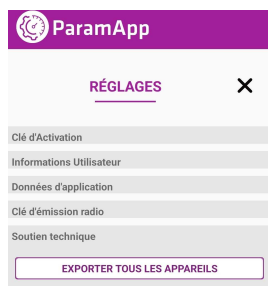 ParamApp
RÉGLAGES
Clé d'Activation
Informations Utilisateur
Données d'application
Clé d'émission radio
Soutien technique
EXPORTER TOUS LES APPAREILS